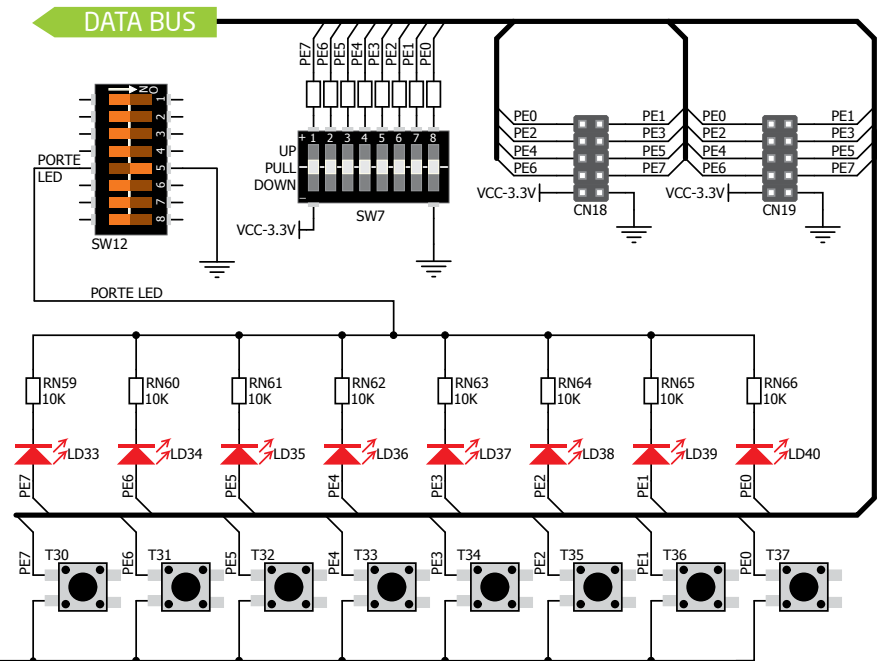 DATA BUS
PE7
PE6
PE5
PE4
PE3
PE2
PE1
PE0
ON
1
2
3
4
5
6
7
8
PORTE
LED
SW12
+ 1 2 3 4 5 6 7 8
UP
PULL
DOWN
_
SW7
VCC-3.3V
PE0 PE1
PE2 PE3
PE4 PE5
PE6 PE7
VCC-3.3V
CN18
PE0 PE1
PE2 PE3
PE4 PE5
PE6 PE7
VCC-3.3V
CN19
PORTE LED
RN59
10K
RN60
10K
RN61
10K
RN62
10K
RN63
10K
RN64
10K
RN65
10K
RN66
10K
LD33
LD34
LD35
LD36
LD37
LD38
LD39
LD40
PE7
PE6
PE5
PE4
PE3
PE2
PE1
PE0
T30
T31
T32
T33
T34
T35
T36
T37
PE7
PE6
PE5
PE4
PE3
PE2
PE1
PE0